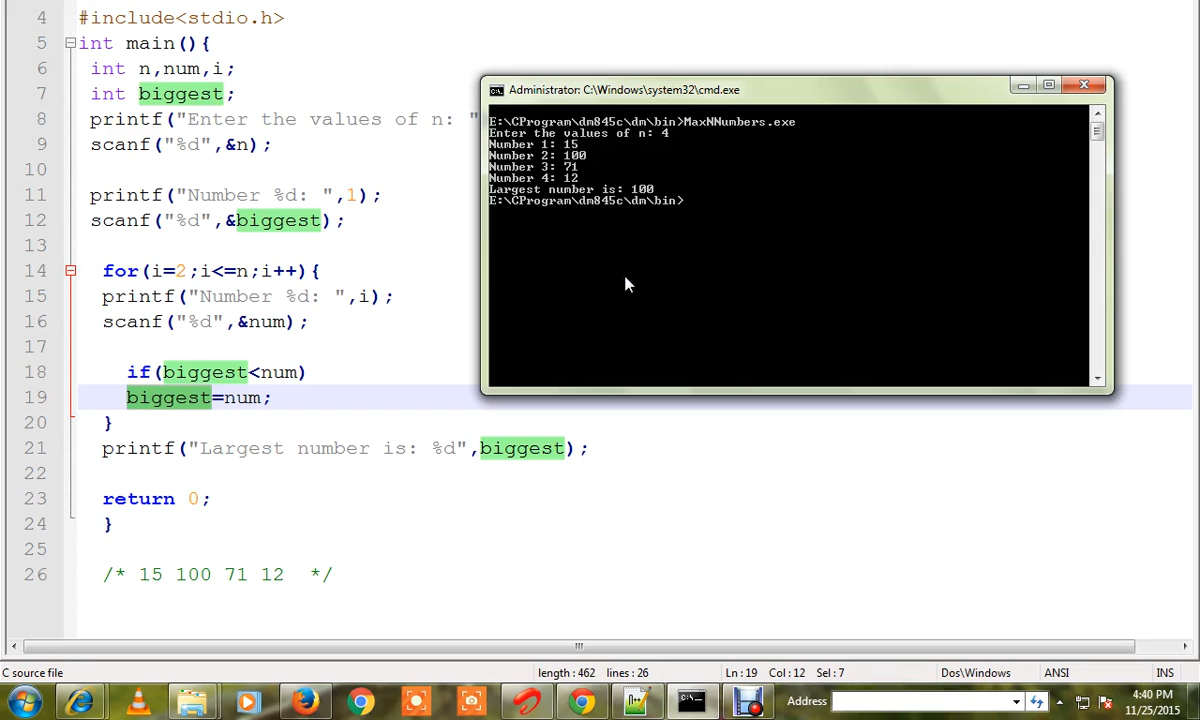 4 #include<stdio.h>
5 int main(){
6 int n,num,i;
7 int biggest;
8 printf("Enter the values of n: "
9 scanf("%d",&n);
10
11 printf("Number %d: ",1);
12 scanf("%d",&biggest);
13
14 for(i=2;i<=n;i++){
15 printf("Number %d: ",i);
16 scanf("%d",&num);
17
18 if(biggest<num)
19 biggest=num;
20 }
21 printf("Largest number is: %d",biggest);
22
23 return 0;
24 }
25
26 /* 15 100 71 12 */
Administrator: C:\Windows\system32\cmd.exe
E:\CProgram\dm845c\dm\bin>MaxNNumbers.exe
Enter the values of n: 4
Number 1: 15
Number 2: 100
Number 3: 71
Number 4: 12
Largest number is: 100
E:\CProgram\dm845c\dm\bin>
C source file length : 462 lines : 26 Ln : 19 Col : 12 Sel : 7 Dos\Windows ANSI INS
Address
4:40 PM
11/25/2015